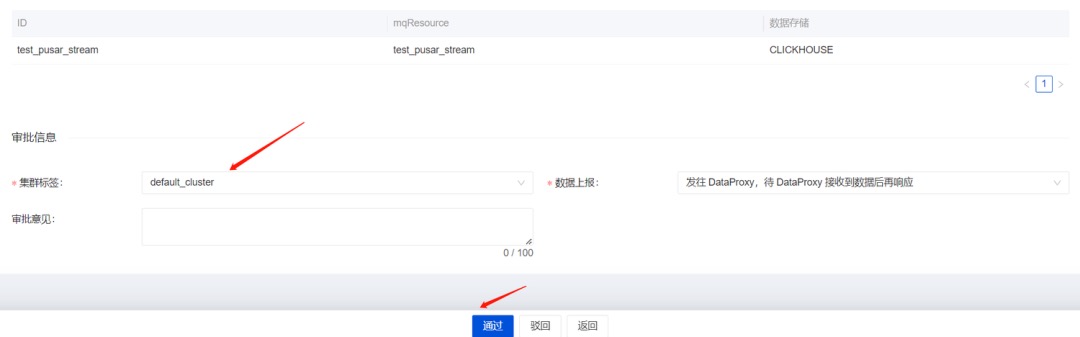 ID mqResource 数据存储
test_pusar_stream test_pusar_stream CLICKHOUSE
< 1 >
审批信息
* 集群标签： default_cluster * 数据上报： 发往 DataProxy，待 DataProxy 接收到数据后再响应
审批意见：
0 / 100
通过 驳回 返回